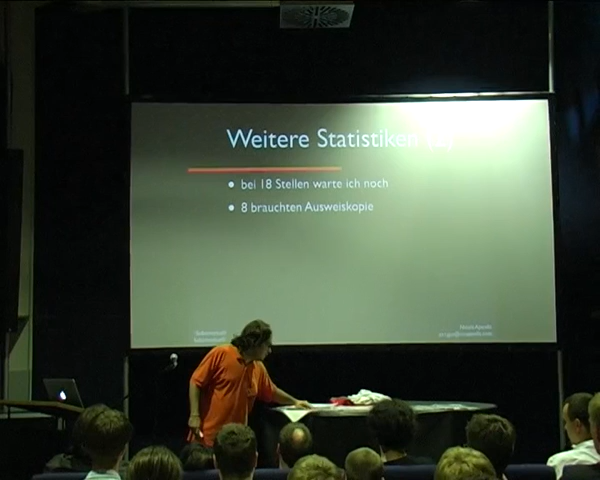 Weitere Statistiken
• bei 18 Stellen warte ich noch
• 8 brauchten Ausweiskopie